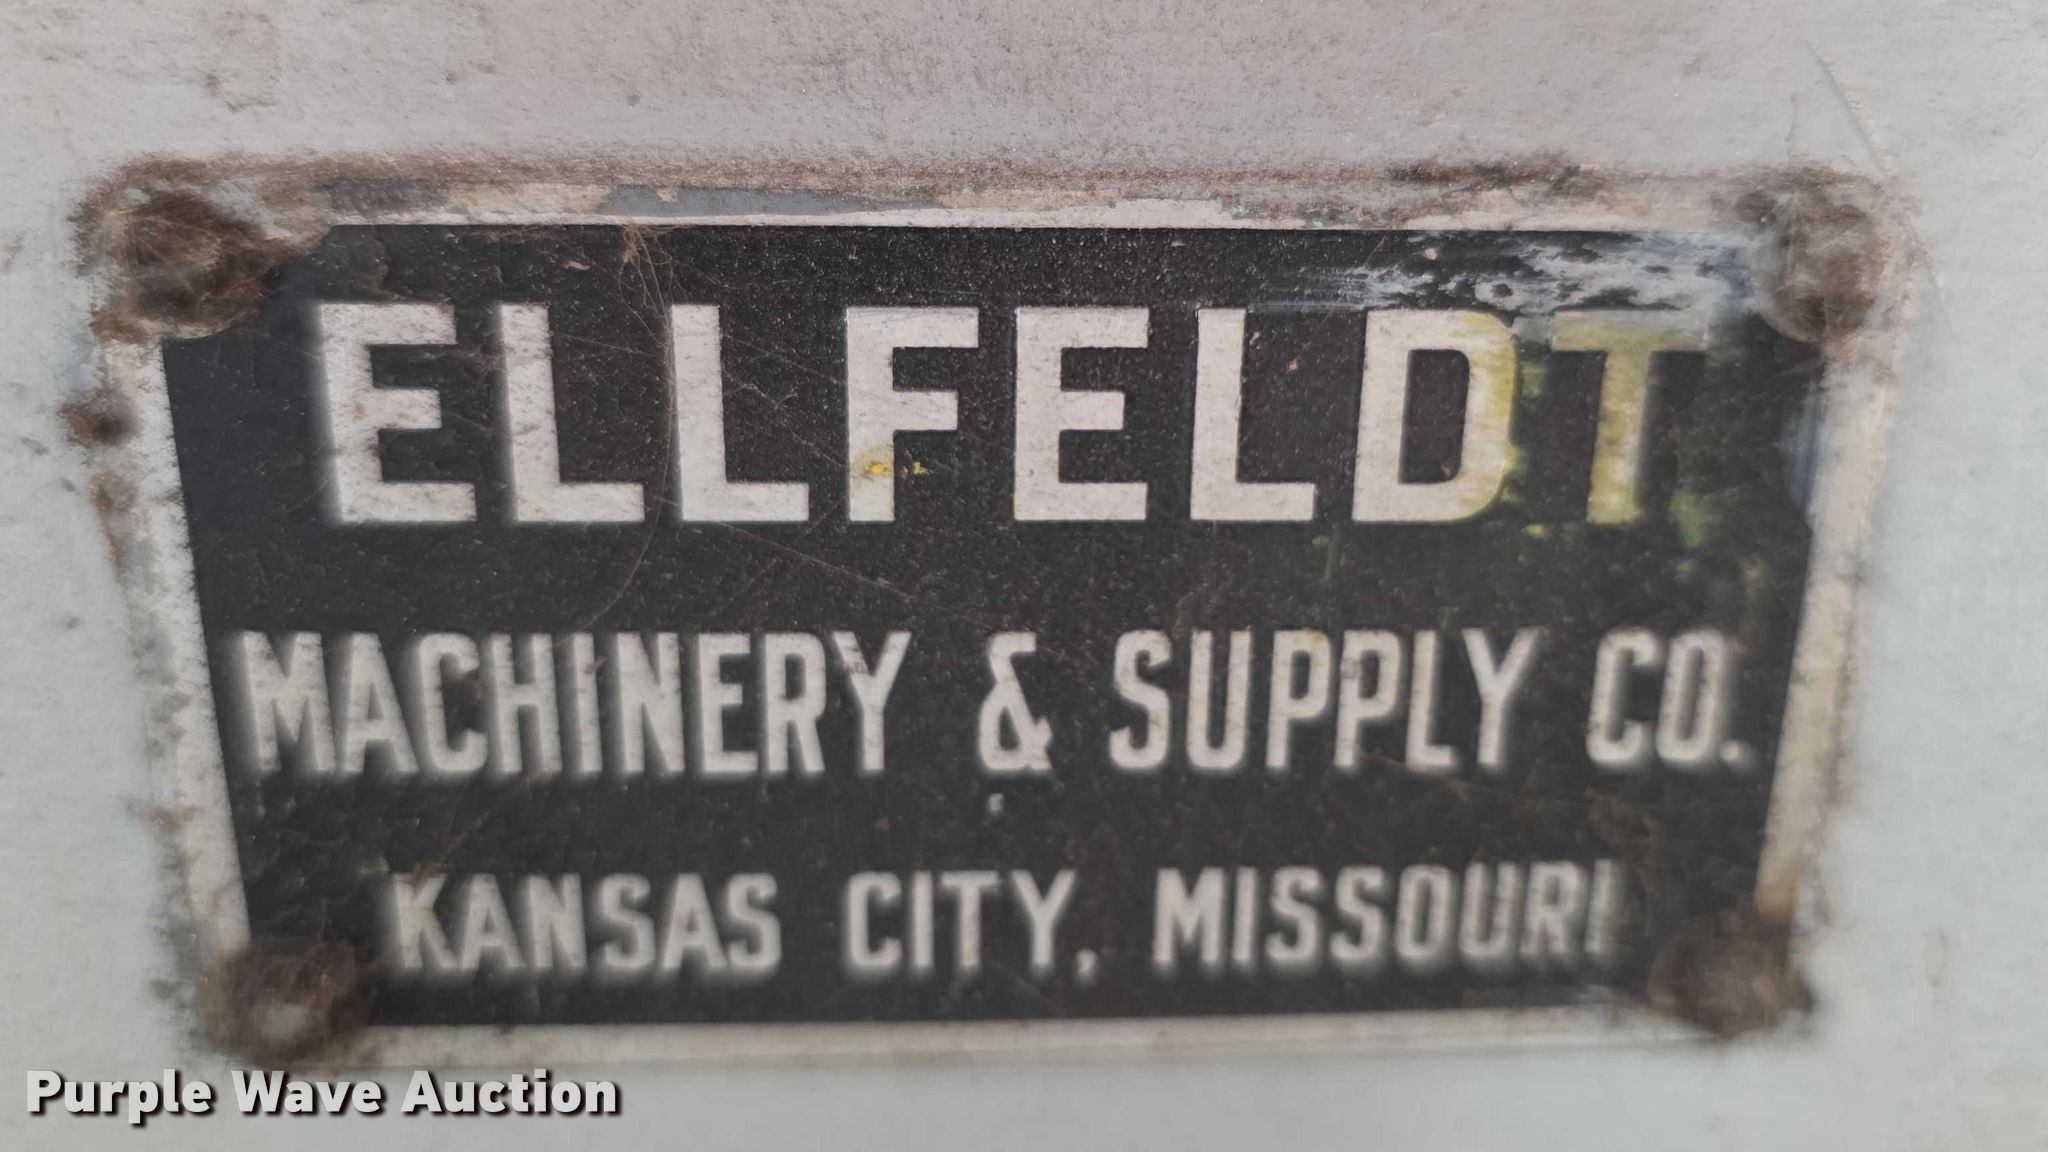 ELLFELDT
MACHINERY & SUPPLY CO.
KANSAS CITY, MISSOURI
Purple Wave Auction